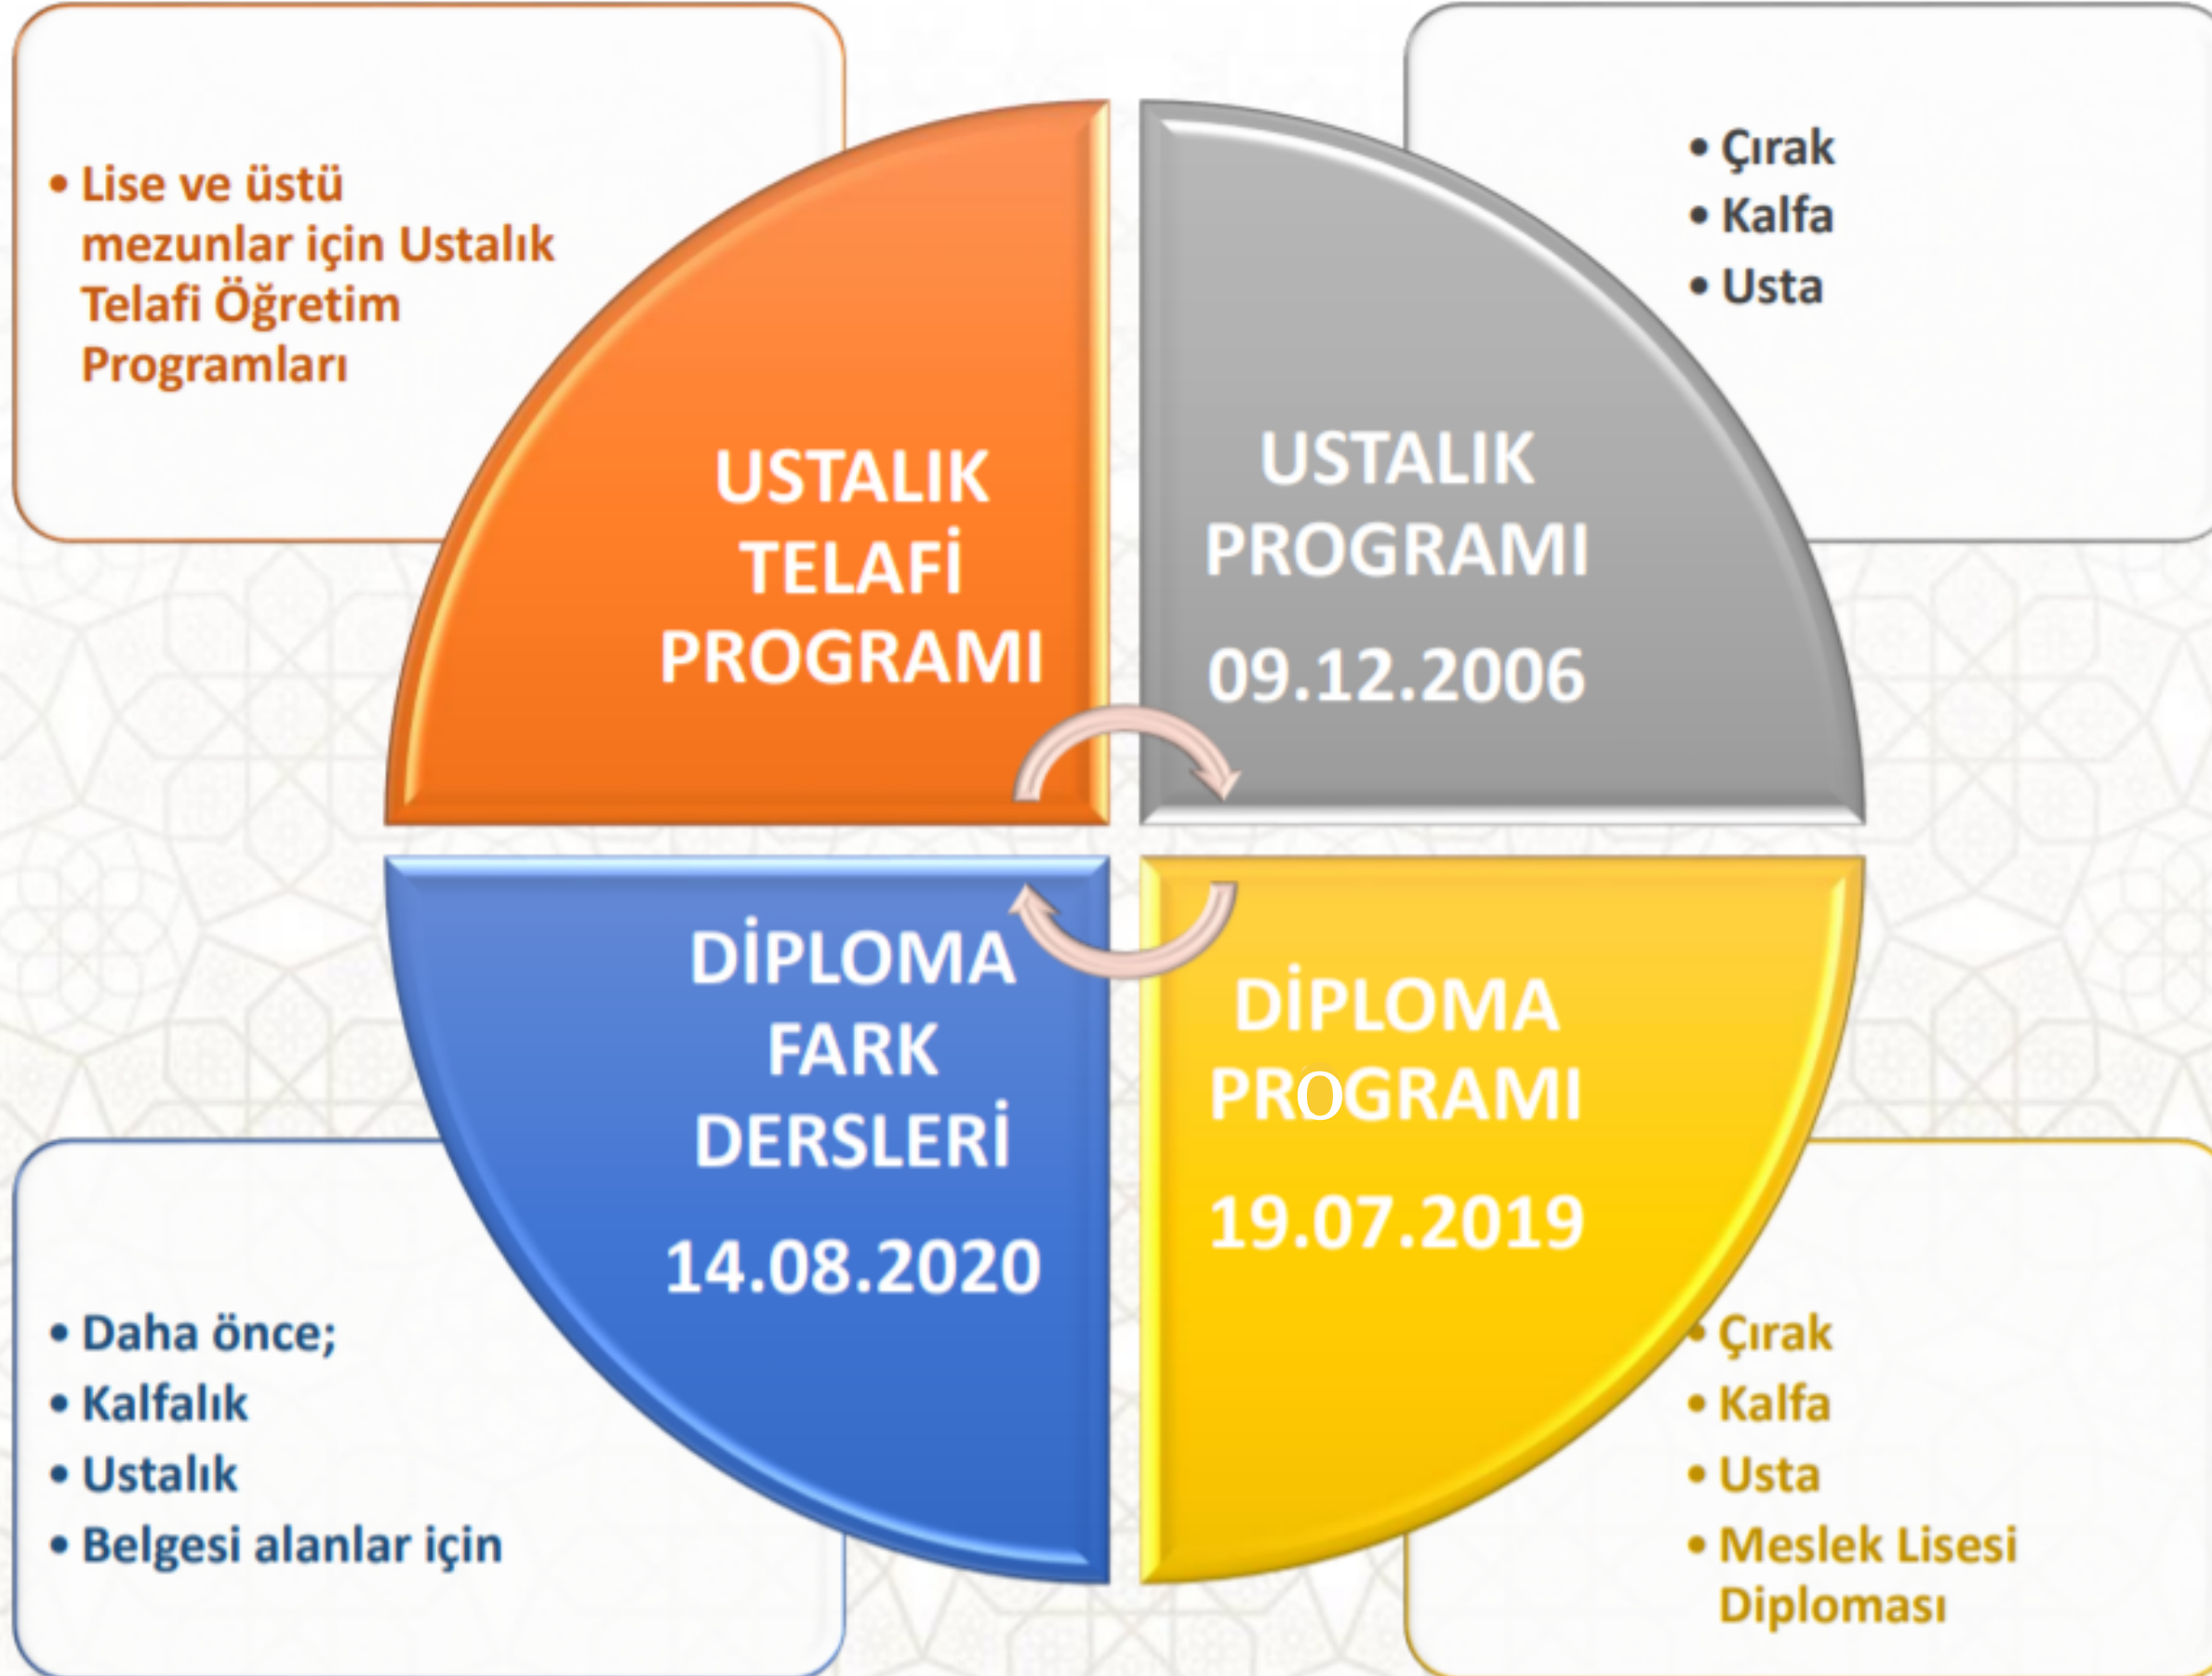 • Lise ve üstü
mezunlar için Ustalık
Telafi Öğretim
Programları
USTALIK
TELAFİ
PROGRAMI
• Çırak
• Kalfa
• Usta
USTALIK
PROGRAMI
09.12.2006
DİPLOMA
FARK
DERSLERİ
14.08.2020
• Daha önce;
• Kalfalık
• Ustalık
• Belgesi alanlar için
DİPLOMA
PROGRAMI
19.07.2019
• Çırak
• Kalfa
• Usta
• Meslek Lisesi
Diploması